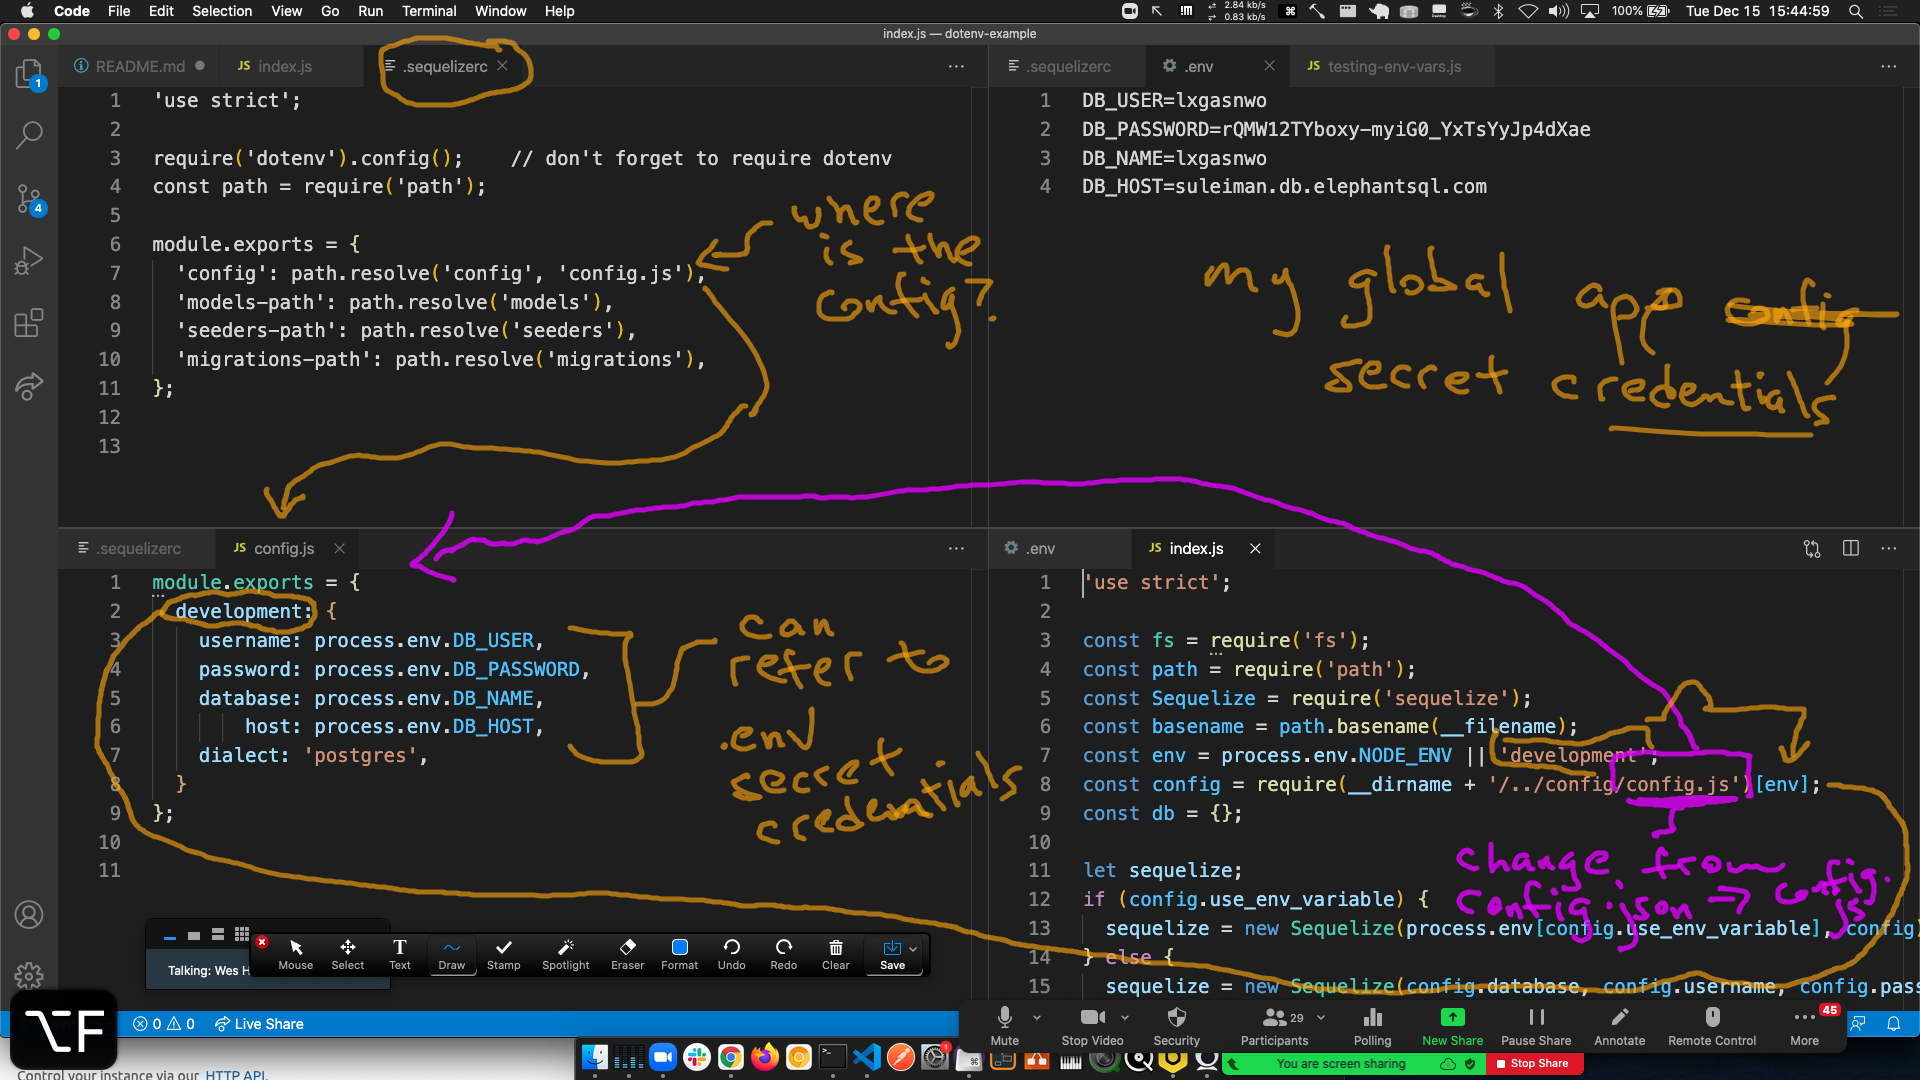 Code File Edit Selection View Go Run Terminal Window Help
2.84 kb/s
0.83 kb/s
100%
Tue Dec 15 15:44:59
index.js — dotenv-example
README.md
JS index.js
.sequelizerc
1 'use strict';
2
3 require('dotenv').config(); // don't forget to require dotenv
4 const path = require('path');
5
6 module.exports = {
7 'config': path.resolve('config', 'config.js'),
8 'models-path': path.resolve('models'),
9 'seeders-path': path.resolve('seeders'),
10 'migrations-path': path.resolve('migrations'),
11 };
12
13
where
is the
config?
.sequelizerc
.env
JS testing-env-vars.js
1 DB_USER=lxgasnwo
2 DB_PASSWORD=rQMW12TYboxy-myiG0_YxTsYyJp4dXae
3 DB_NAME=lxgasnwo
4 DB_HOST=suleiman.db.elephantsql.com
my global app config
secret credentials
.sequelizerc
JS config.js
1 module.exports = {
2 development: {
3 username: process.env.DB_USER,
4 password: process.env.DB_PASSWORD,
5 database: process.env.DB_NAME,
6 host: process.env.DB_HOST,
7 dialect: 'postgres',
8 }
9 };
10
11
can
refer to
.env
secret
credentials
.env
JS index.js
1 'use strict';
2
3 const fs = require('fs');
4 const path = require('path');
5 const Sequelize = require('sequelize');
6 const basename = path.basename(__filename);
7 const env = process.env.NODE_ENV || 'development';
8 const config = require(__dirname + '/../config/config.js')[env];
9 const db = {};
10
11 let sequelize;
12 if (config.use_env_variable) {
13 sequelize = new Sequelize(process.env[config.use_env_variable], config)
14 } else {
15 sequelize = new Sequelize(config.database, config.username, config.pass
change from
config.json => config.
js
1
4
Talking: Wes H
Mouse Select Text Draw Stamp Spotlight Eraser Format Undo Redo Clear Save
⌥F
0 0 Live Share
Mute Stop Video Security Participants 29 Polling New Share Pause Share Annotate Remote Control More 45
You are screen sharing
Stop Share
1
Control your instance via our HTTP API.